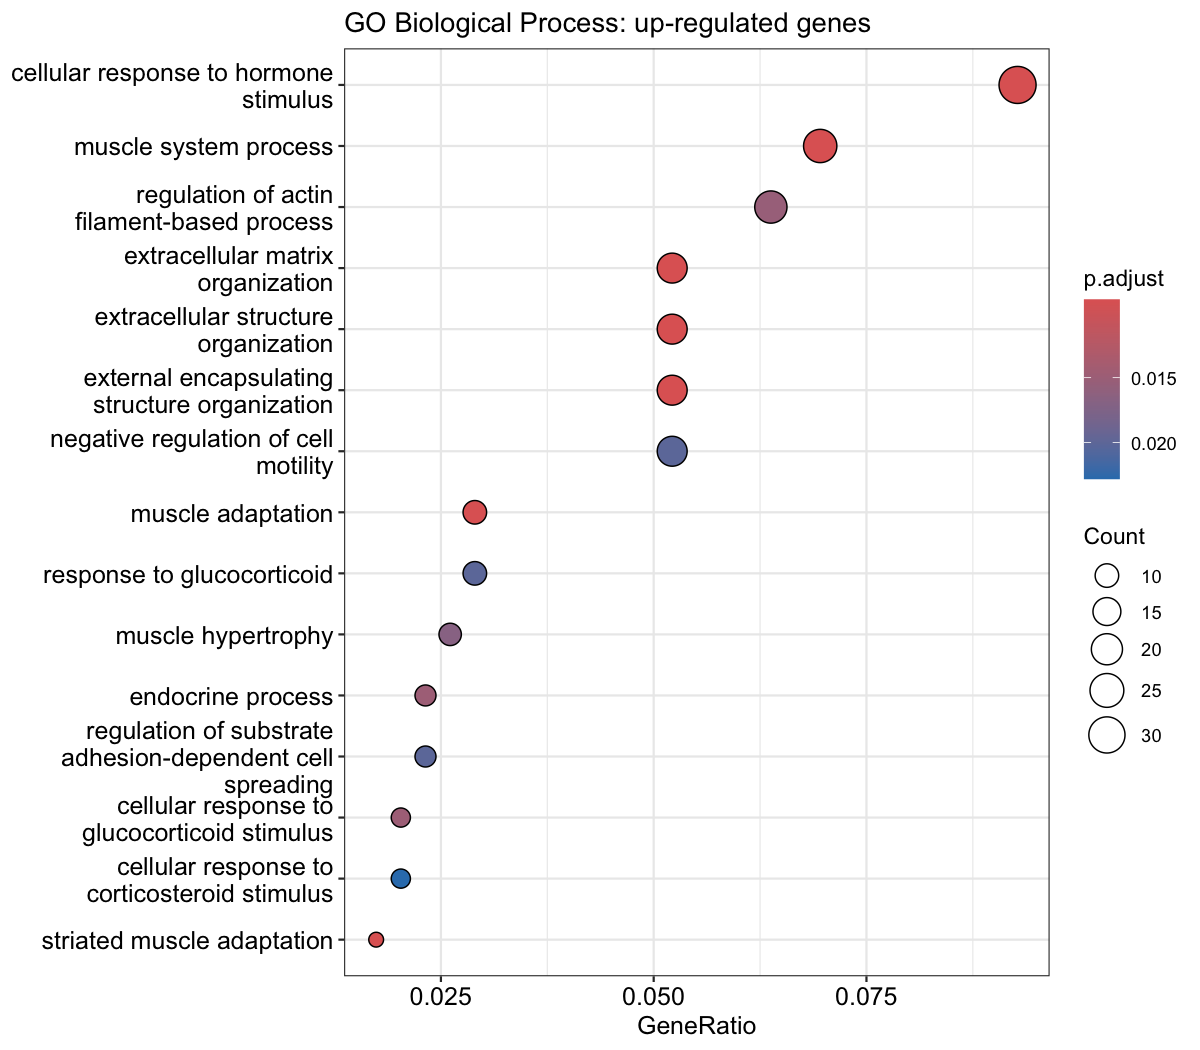 GO Biological Process: up-regulated genes
cellular response to hormone
stimulus
muscle system process
regulation of actin
filament-based process
extracellular matrix
organization
extracellular structure
organization
external encapsulating
structure organization
negative regulation of cell
motility
muscle adaptation
response to glucocorticoid
muscle hypertrophy
endocrine process
regulation of substrate
adhesion-dependent cell
spreading
cellular response to
glucocorticoid stimulus
cellular response to
corticosteroid stimulus
striated muscle adaptation
0.025 0.050 0.075
GeneRatio
p.adjust
0.015
0.020
Count
10
15
20
25
30